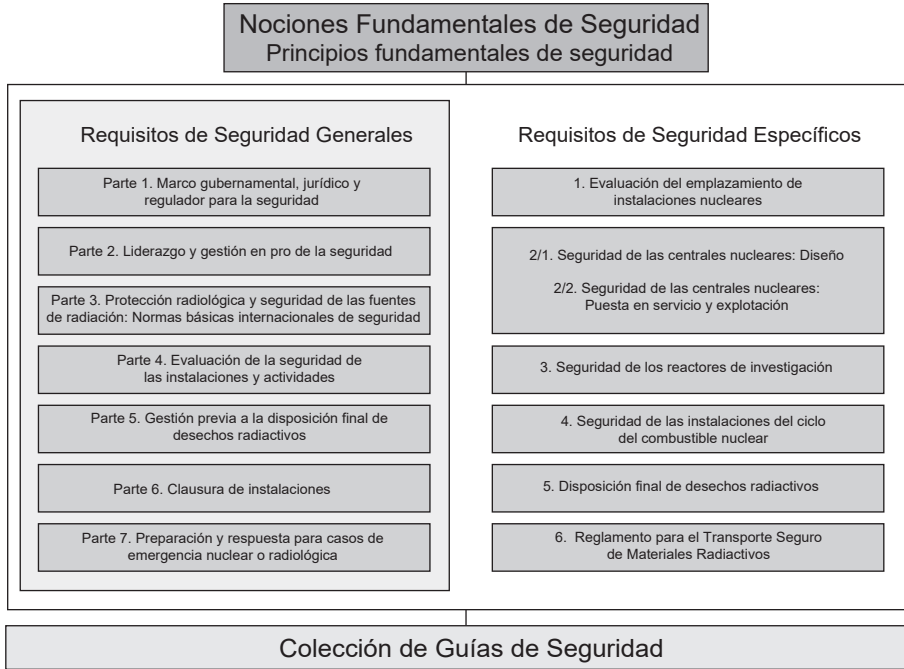 Nociones Fundamentales de Seguridad
Principios fundamentales de seguridad
Requisitos de Seguridad Generales
Parte 1. Marco gubernamental, jurídico y
regulador para la seguridad
Parte 2. Liderazgo y gestión en pro de la seguridad
Parte 3. Protección radiológica y seguridad de las fuentes
de radiación: Normas básicas internacionales de seguridad
Parte 4. Evaluación de la seguridad de
las instalaciones y actividades
Parte 5. Gestión previa a la disposición final de
desechos radiactivos
Parte 6. Clausura de instalaciones
Parte 7. Preparación y respuesta para casos de
emergencia nuclear o radiológica
Requisitos de Seguridad Específicos
1. Evaluación del emplazamiento de
instalaciones nucleares
2/1. Seguridad de las centrales nucleares: Diseño
2/2. Seguridad de las centrales nucleares:
Puesta en servicio y explotación
3. Seguridad de los reactores de investigación
4. Seguridad de las instalaciones del ciclo
del combustible nuclear
5. Disposición final de desechos radiactivos
6. Reglamento para el Transporte Seguro
de Materiales Radiactivos
Colección de Guías de Seguridad